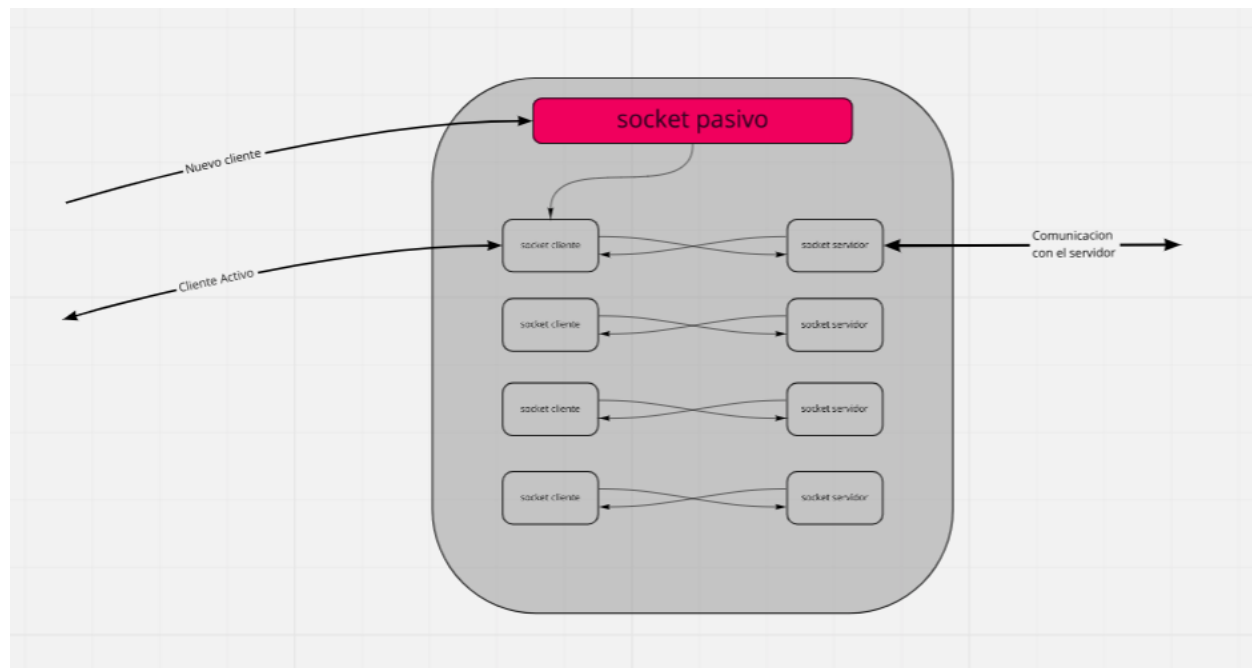 socket pasivo
Nuevo cliente
Cliente Activo
socket cliente
socket servidor
Comunicacion
con el servidor
socket cliente
socket servidor
socket cliente
socket servidor
socket cliente
socket servidor